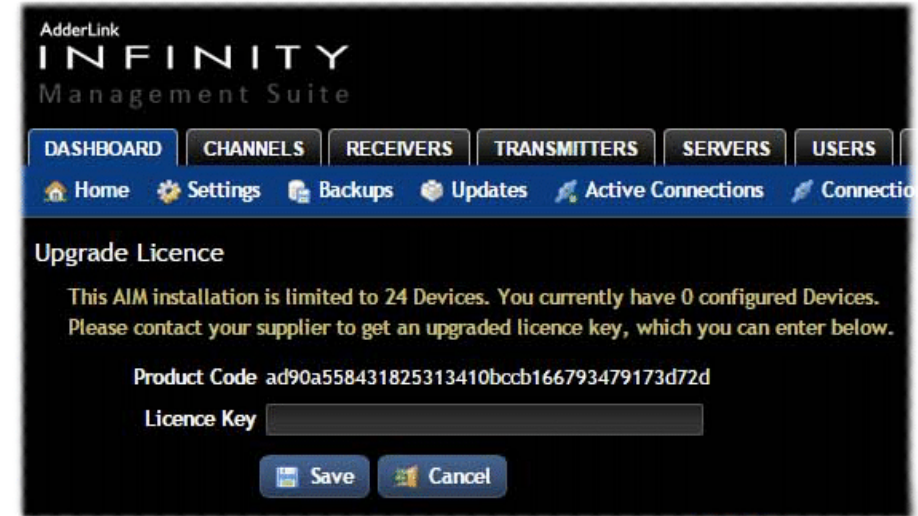 AdderLink
INFINITY
Management Suite
DASHBOARD CHANNELS RECEIVERS TRANSMITTERS SERVERS USERS
Home Settings Backups Updates Active Connections Connectio
Upgrade Licence
This AIM installation is limited to 24 Devices. You currently have 0 configured Devices.
Please contact your supplier to get an upgraded licence key, which you can enter below.
Product Code ad90a558431825313410bccb166793479173d72d
Licence Key
Save Cancel